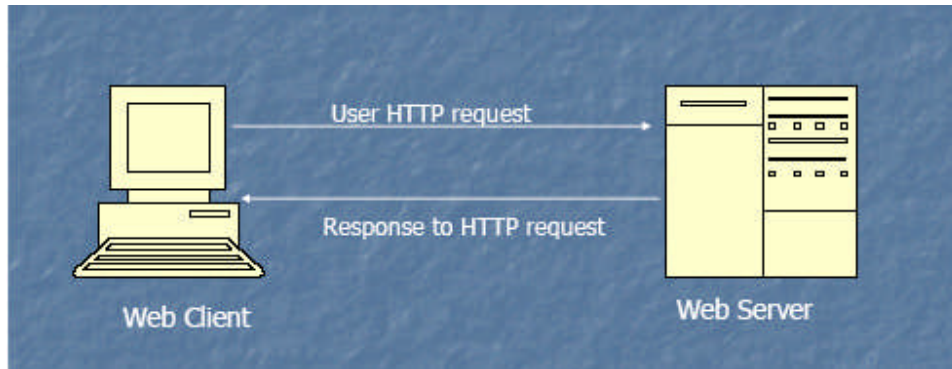 User HTTP request
Response to HTTP request
Web Client
Web Server